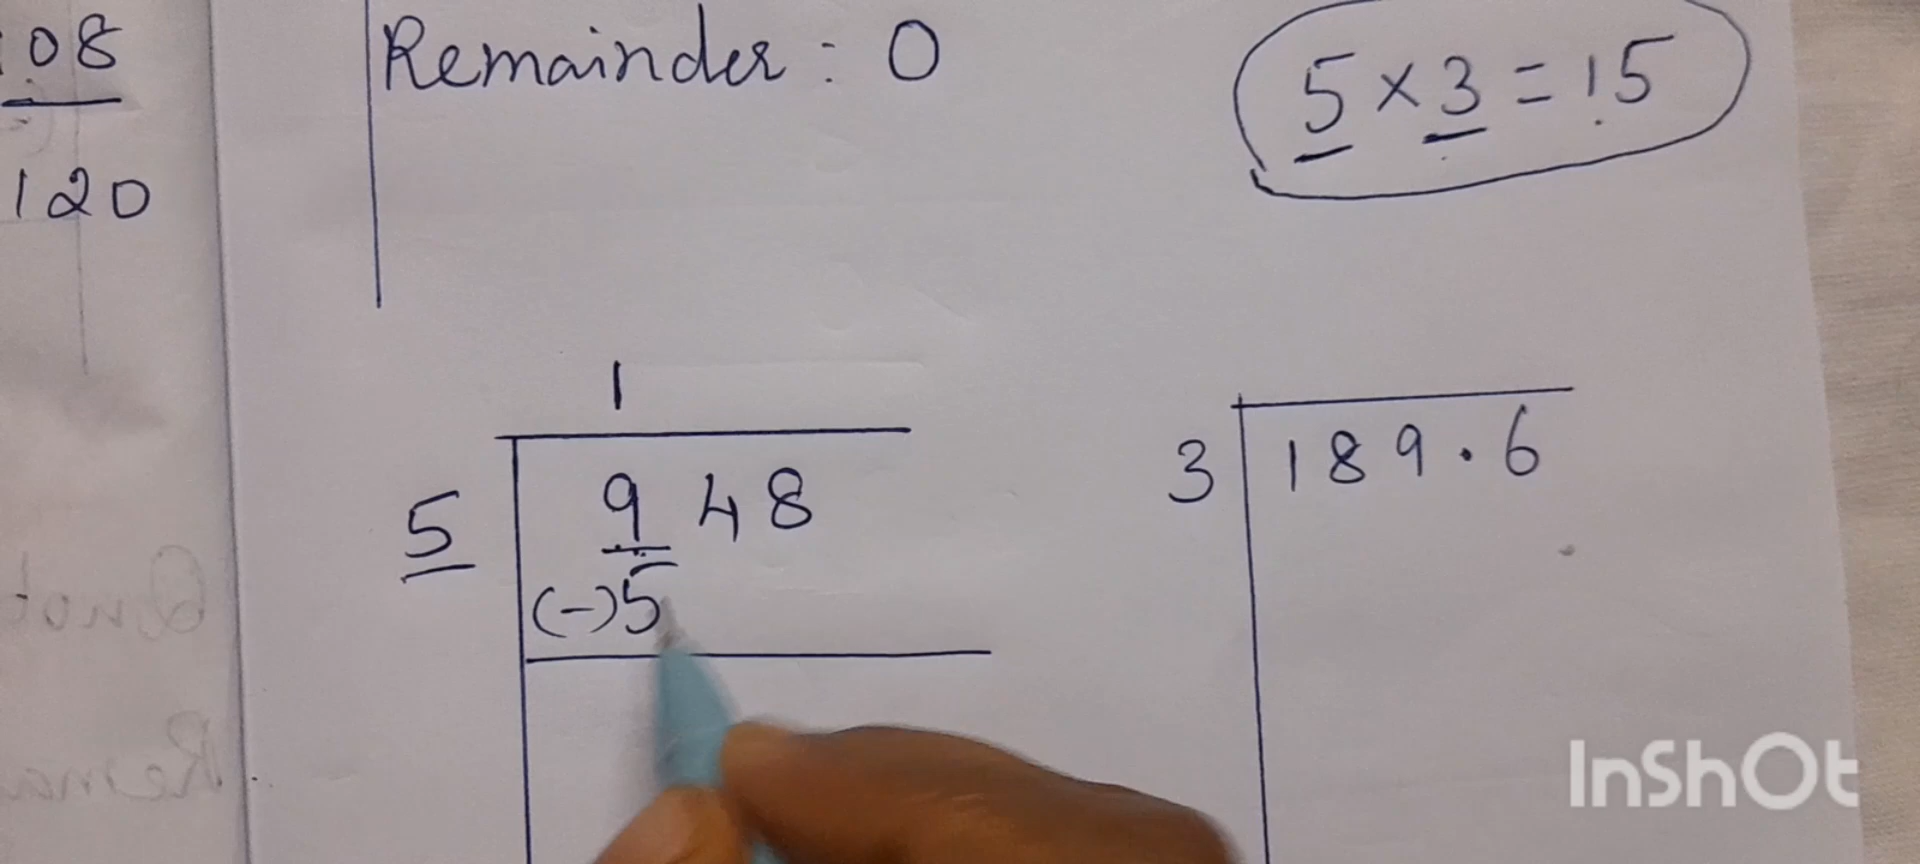 08
120
Remainder : 0
5 × 3 = 15
1
5 948
(-)5
3 189.6
InShOt